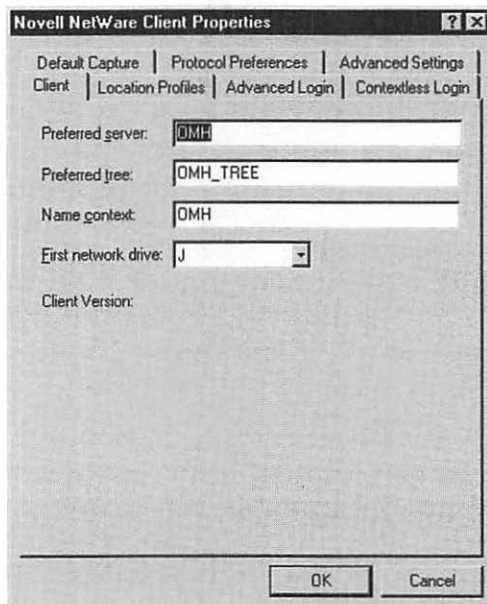 Novell NetWare Client Properties
Default Capture Protocol Preferences Advanced Settings
Client Location Profiles Advanced Login Contextless Login
Preferred server: OMH
Preferred tree: OMH_TREE
Name context: OMH
First network drive: J
Client Version:
OK Cancel